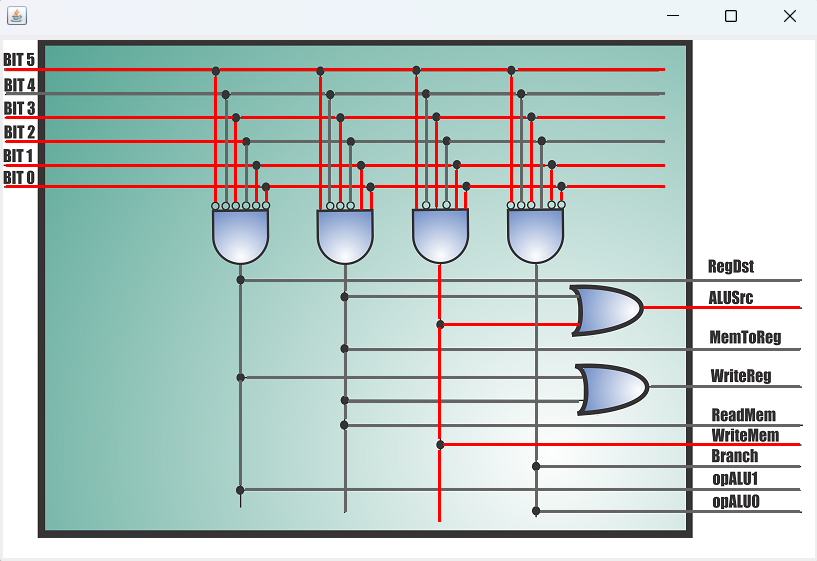 BIT 5
BIT 4
BIT 3
BIT 2
BIT 1
BIT 0
RegDst
ALUSrc
MemToReg
WriteReg
ReadMem
WriteMem
Branch
opALU1
opALU0